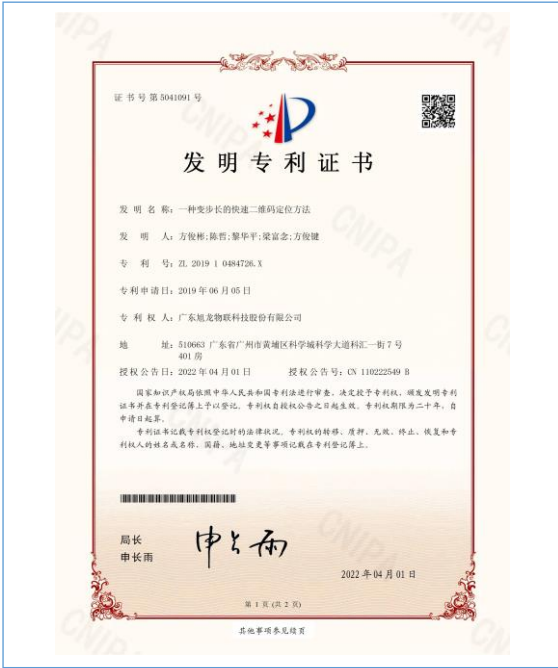 证书号第5041091号
发明专利证书
发 明 名 称：一种变步长的快速二维码定位方法
发 明 人：方俊彬;陈哲;黎华平;梁富念;方俊健
专 利 号：ZL 2019 1 0484726.X
专利申请日：2019年06月05日
专 利 权 人：广东旭龙物联科技股份有限公司
地 址：510663 广东省广州市黄埔区科学城科学大道科汇一街7号
401房
授权公告日：2022年04月01日 授权公告号：CN 110222549 B
国家知识产权局依照中华人民共和国专利法进行审查，决定授予专利权，颁发发明专利
证书并在专利登记簿上予以登记。专利权自授权公告之日起生效。专利权期限为二十年，自
申请日起算。
专利证书记载专利权登记时的法律状况。专利权的转移、质押、无效、终止、恢复和专
利权人的姓名或名称、国籍、地址变更等事项记载在专利登记簿上。
局长
申长雨
申长雨
2022年04月01日
第 1 页 (共 2 页)
其他事项参见续页
CNIPA
CNIPA
CNIPA
CNIPA
CNIPA
CNIPA
CNIPA
CNIPA